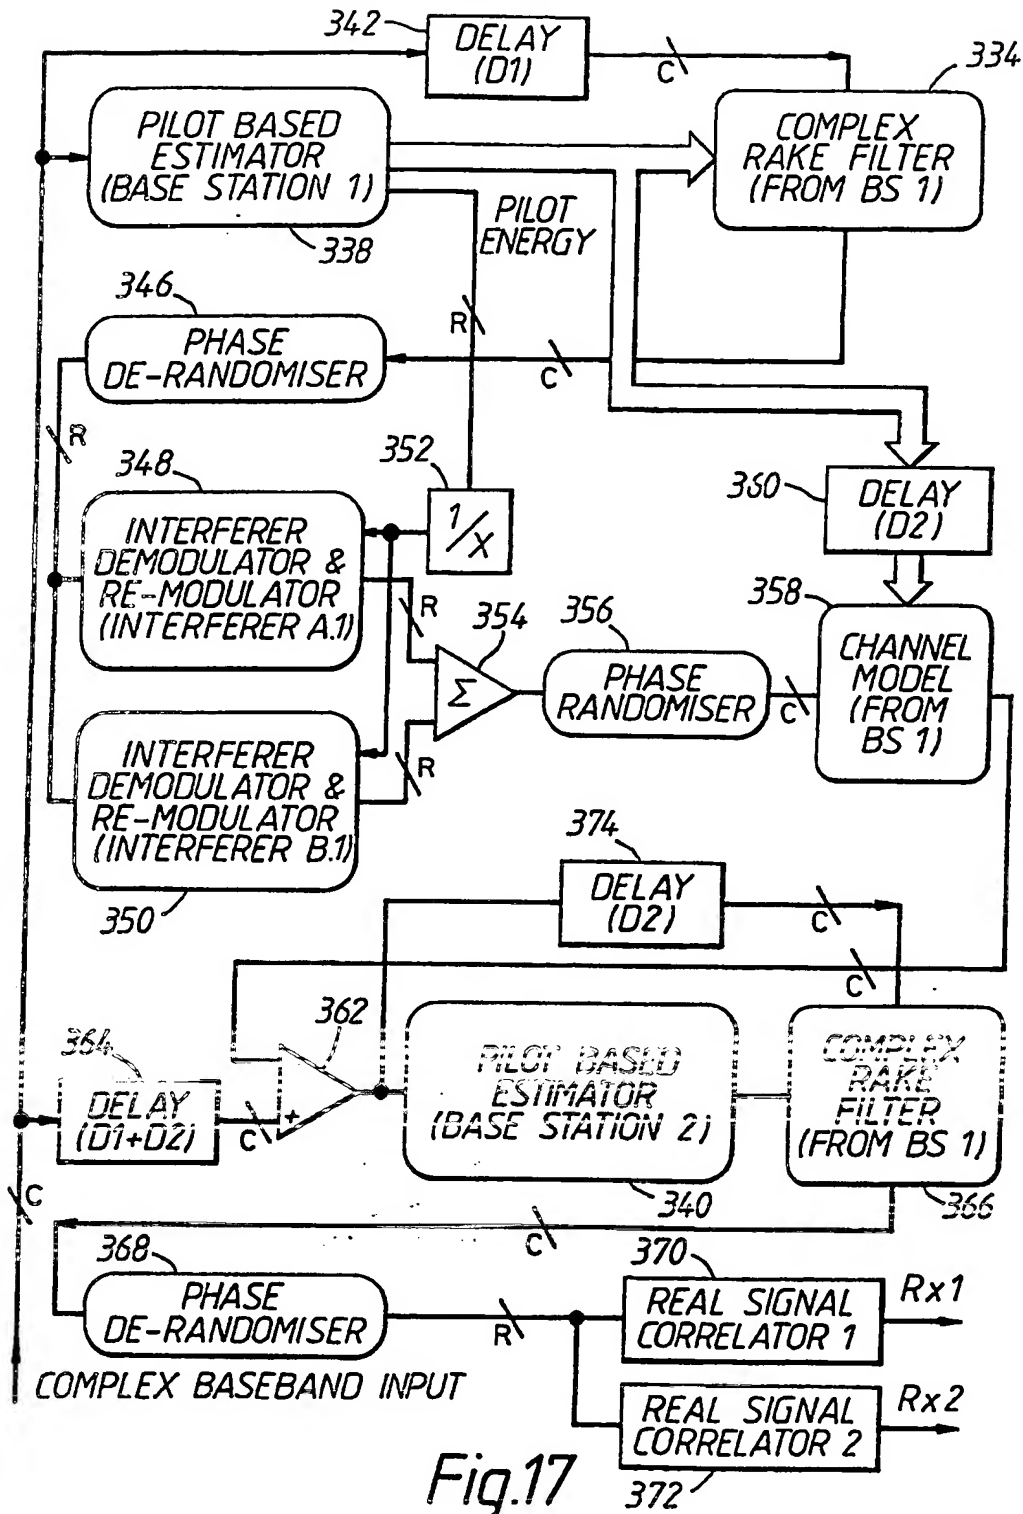 342
DELAY
(D1)
C
334
PILOT BASED
ESTIMATOR
(BASE STATION 1)
338
COMPLEX
RAKE FILTER
(FROM BS 1)
PILOT
ENERGY
346
R
PHASE
DE-RANDOMISER
C
R
348
352
1/X
360
DELAY
(D2)
INTERFERER
DEMODULATOR &
RE-MODULATOR
(INTERFERER A.1)
R
354
Σ
356
PHASE
RANDOMISER
C
358
CHANNEL
MODEL
(FROM
BS 1)
INTERFERER
DEMODULATOR &
RE-MODULATOR
(INTERFERER B.1)
R
350
374
DELAY
(D2)
C
C
362
364
DELAY
(D1+D2)
C
+
PILOT BASED
ESTIMATOR
(BASE STATION 2)
340
COMPLEX
RAKE
FILTER
(FROM BS 1)
366
C
C
368
PHASE
DE-RANDOMISER
R
370
REAL SIGNAL
CORRELATOR 1
Rx1
COMPLEX BASEBAND INPUT
REAL SIGNAL
CORRELATOR 2
Rx2
372
Fig.17